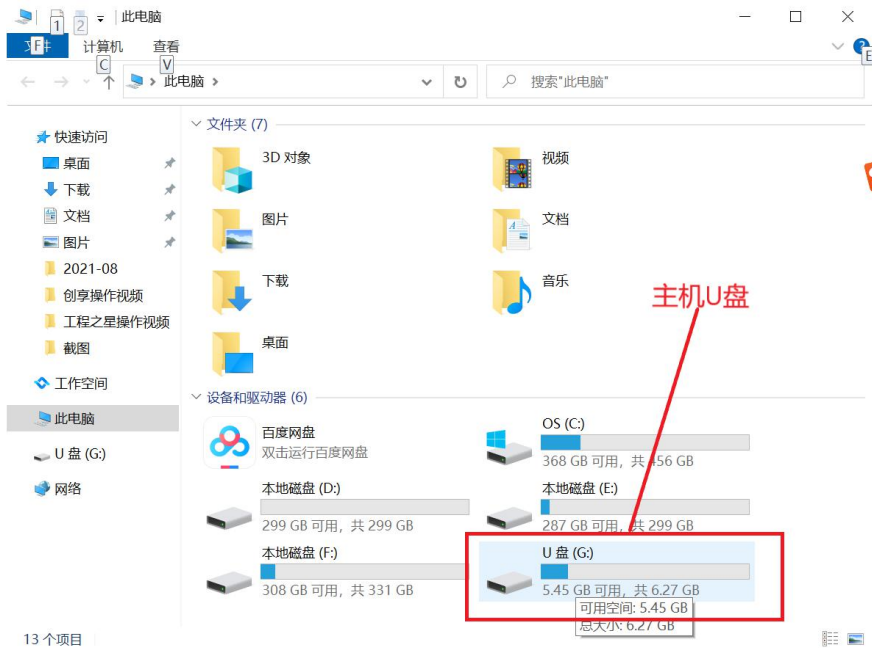 此电脑
1
2
文件
F
计算机
C
查看
V
E
此电脑
搜索"此电脑"
快速访问
桌面
下载
文档
图片
2021-08
创享操作视频
工程之星操作视频
截图
工作空间
此电脑
U 盘 (G:)
网络
文件夹 (7)
3D 对象
视频
图片
文档
下载
音乐
桌面
主机U盘
设备和驱动器 (6)
百度网盘
双击运行百度网盘
OS (C:)
368 GB 可用，共 456 GB
本地磁盘 (D:)
299 GB 可用，共 299 GB
本地磁盘 (E:)
287 GB 可用，共 299 GB
本地磁盘 (F:)
308 GB 可用，共 331 GB
U 盘 (G:)
5.45 GB 可用，共 6.27 GB
可用空间: 5.45 GB
总大小: 6.27 GB
13 个项目